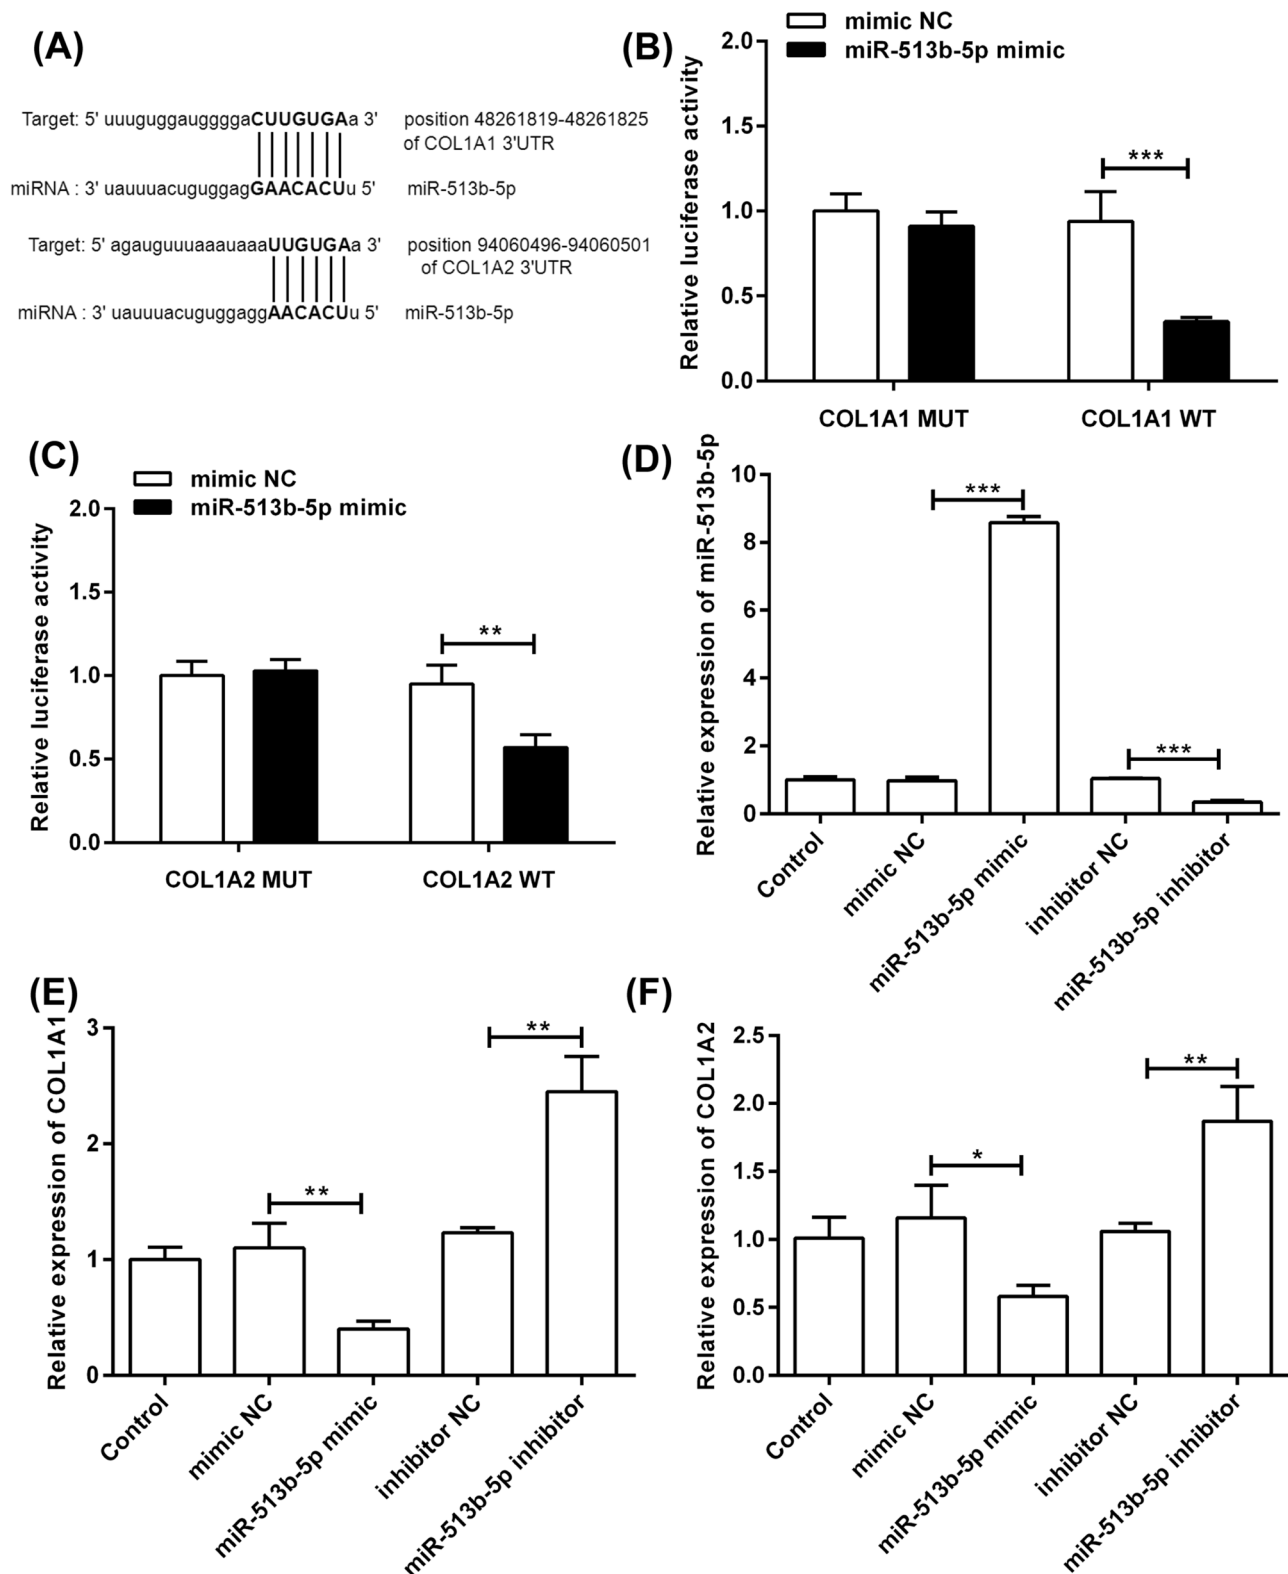 (A)
Target: 5' uuuguggaugggga​CUUGUGAa 3' position 48261819-48261825
of COL1A1 3'UTR
miRNA : 3' uauuuacuguggagGAACACUu 5' miR-513b-5p
Target: 5' agauguuuaaauaaaUUGUGAa 3' position 94060496-94060501
of COL1A2 3'UTR
miRNA : 3' uauuuacuguggaggAACACUu 5' miR-513b-5p
(B)
mimic NC
miR-513b-5p mimic
Relative luciferase activity
2.0
1.5
1.0
0.5
0.0
***
COL1A1 MUT COL1A1 WT
(C)
mimic NC
miR-513b-5p mimic
Relative luciferase activity
2.0
1.5
1.0
0.5
0.0
**
COL1A2 MUT COL1A2 WT
(D)
Relative expression of miR-513b-5p
10
8
6
4
2
0
***
***
Control
mimic NC
miR-513b-5p mimic
inhibitor NC
miR-513b-5p inhibitor
(E)
Relative expression of COL1A1
3
2
1
0
**
**
Control
mimic NC
miR-513b-5p mimic
inhibitor NC
miR-513b-5p inhibitor
(F)
Relative expression of COL1A2
2.5
2.0
1.5
1.0
0.5
0.0
*
**
Control
mimic NC
miR-513b-5p mimic
inhibitor NC
miR-513b-5p inhibitor